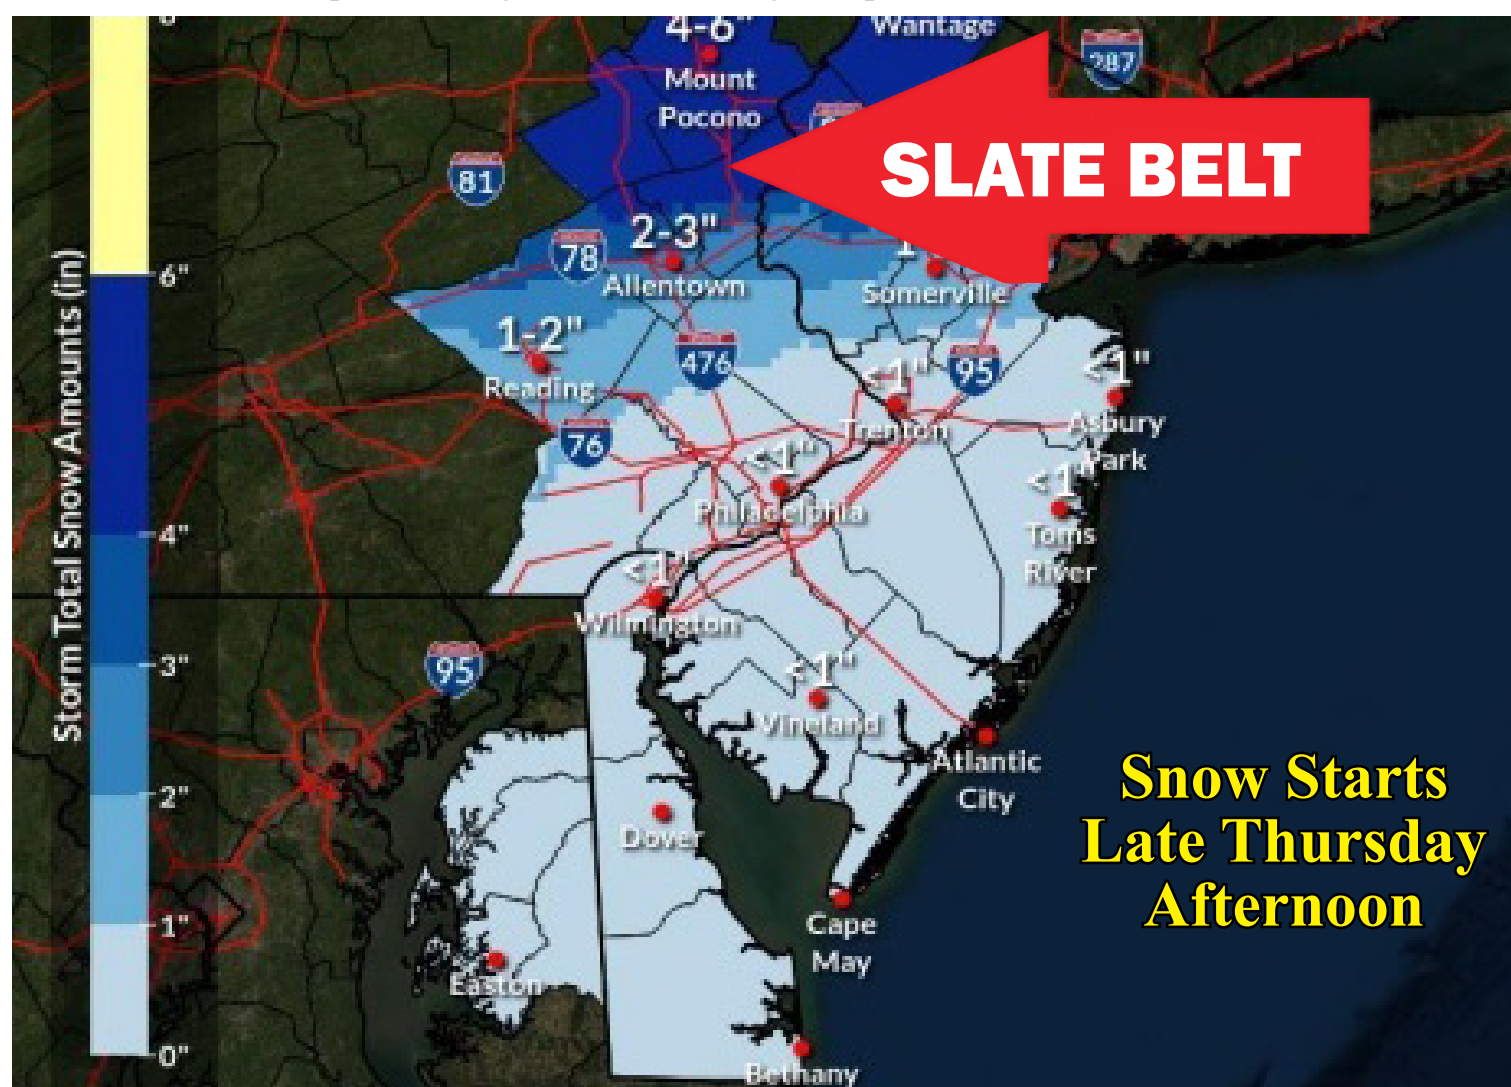 4-6"
Mount
Pocono
Wantage
287
SLATE BELT
81
2-3"
78
Allentown
Somerville
1-2"
Reading
476
<1"
95
Trenton
<1"
Asbury
Park
76
<1"
Philadelphia
<1"
Toms
River
<1"
Wilmington
95
<1"
Vineland
Atlantic
City
Dover
Cape
May
Easton
Bethany
Storm Total Snow Amounts (in)
6"
4"
3"
2"
1"
0"
Snow Starts
Late Thursday
Afternoon